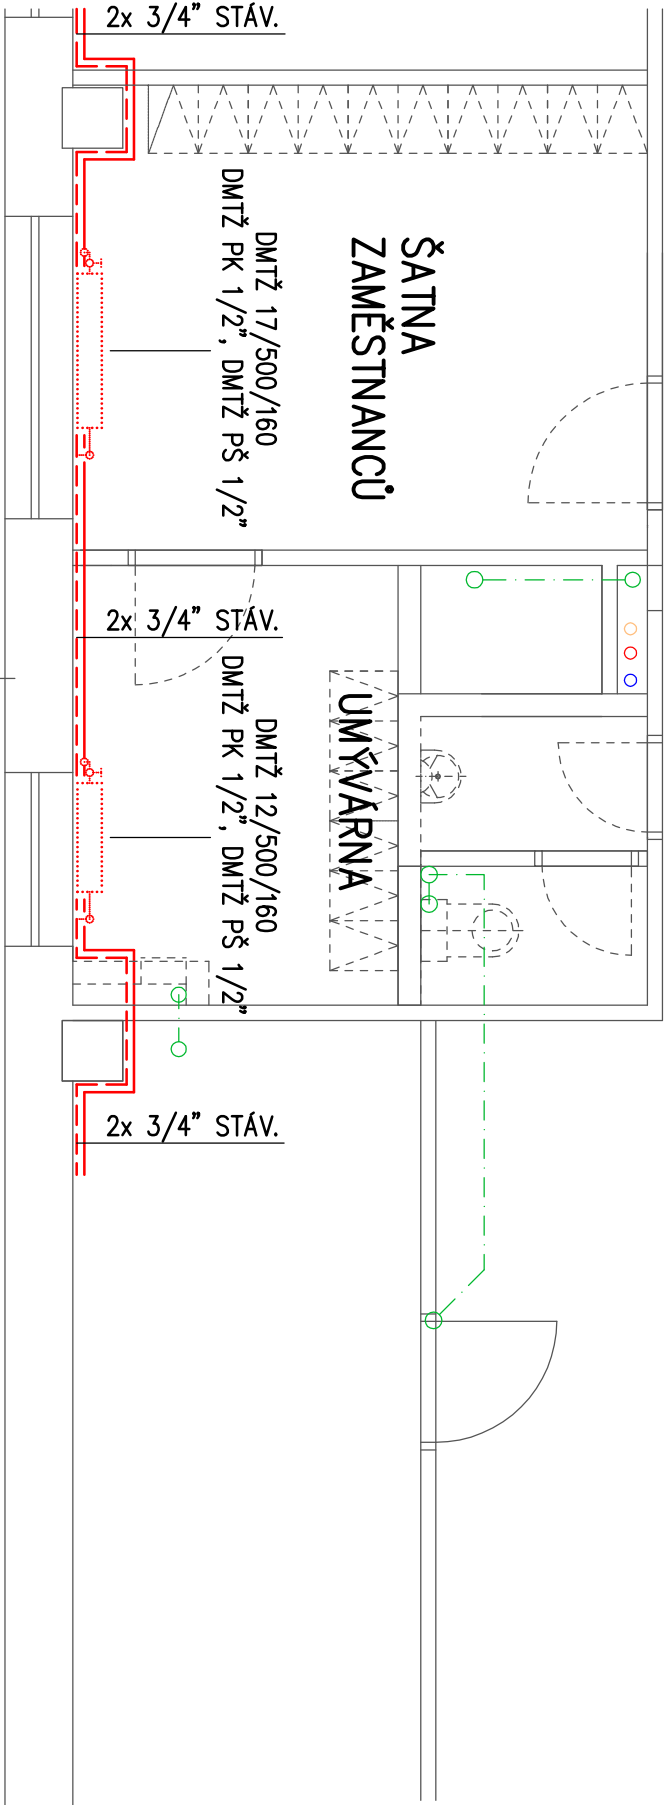 2x 3/4" STÁV.
ŠATNA
ZAMĚSTNANCŮ
DMTŽ 17/500/160
DMTŽ PK 1/2", DMTŽ PŠ 1/2"
2x 3/4" STÁV.
UMÝVÁRNA
DMTŽ 12/500/160
DMTŽ PK 1/2", DMTŽ PŠ 1/2"
2x 3/4" STÁV.